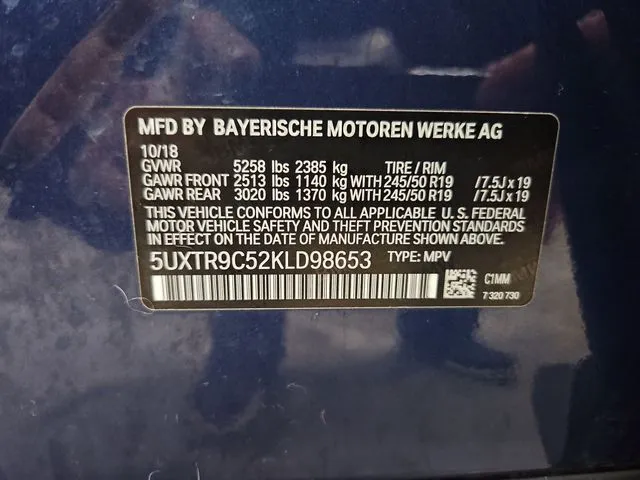 MFD BY BAYERISCHE MOTOREN WERKE AG
10/18
GVWR 5258 lbs 2385 kg TIRE / RIM
GAWR FRONT 2513 lbs 1140 kg WITH 245/50 R19 /7.5J x 19
GAWR REAR 3020 lbs 1370 kg WITH 245/50 R19 /7.5J x 19
THIS VEHICLE CONFORMS TO ALL APPLICABLE U. S. FEDERAL
MOTOR VEHICLE SAFETY AND THEFT PREVENTION STANDARDS
IN EFFECT ON THE DATE OF MANUFACTURE SHOWN ABOVE.
5UXTR9C52KLD98653 TYPE: MPV
C1MM
7 320 730